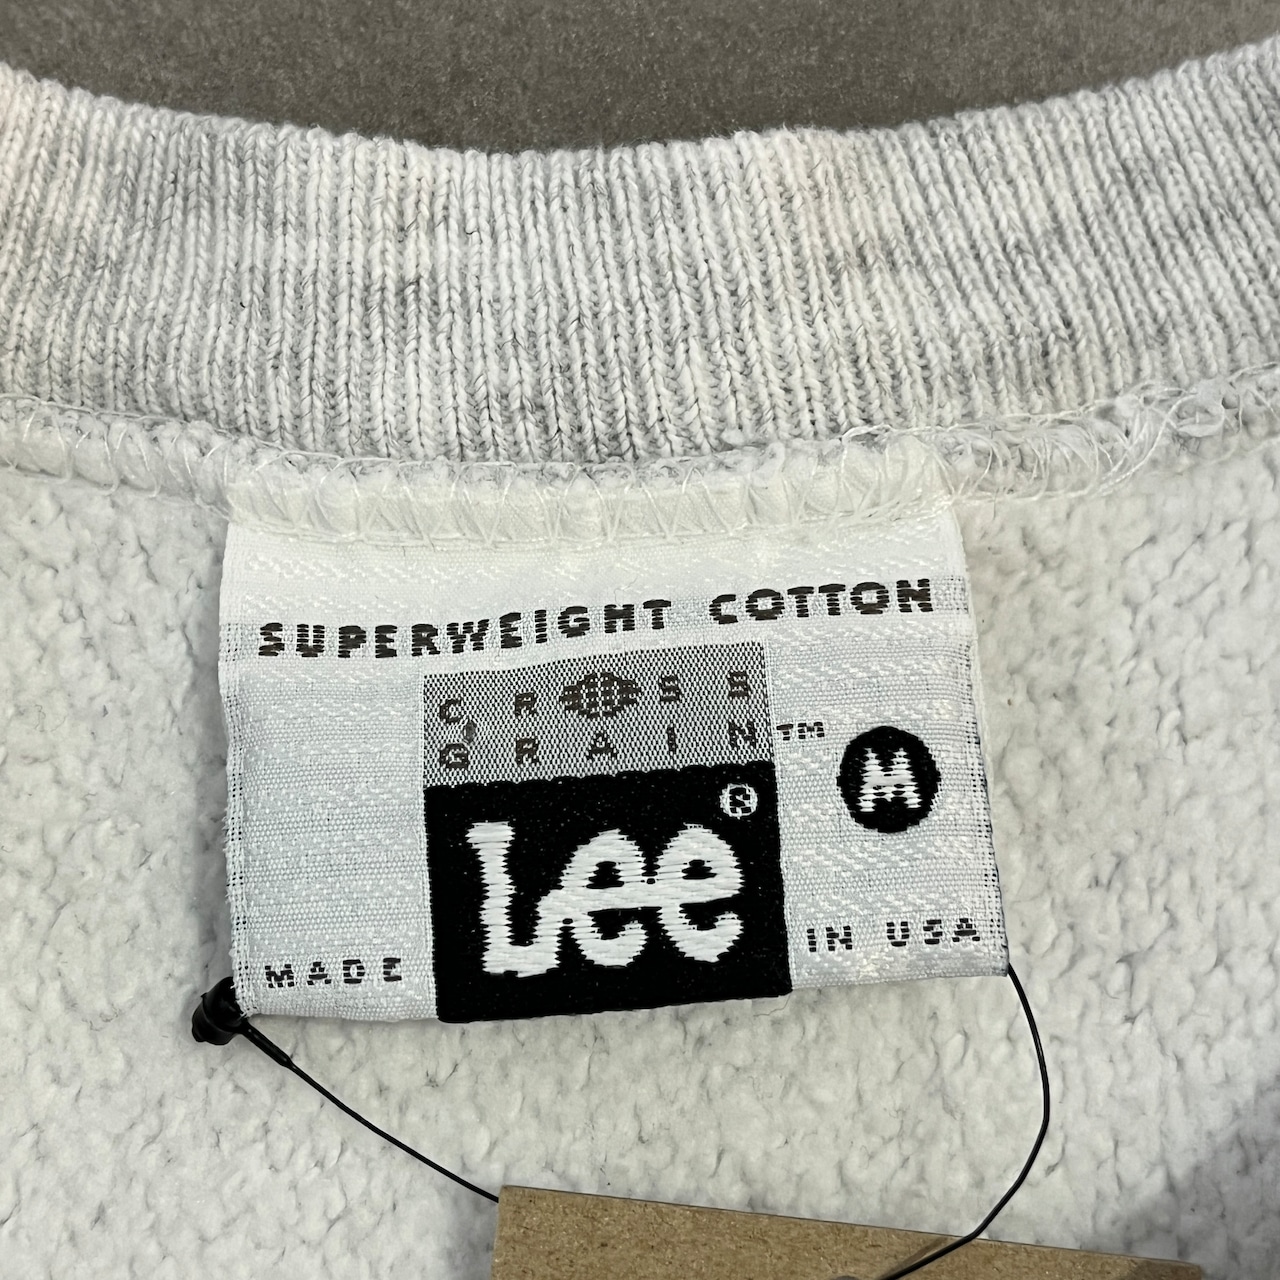 SUPERWEIGHT COTTON
CROSS
GRAIN™
M
Lee®
MADE IN USA